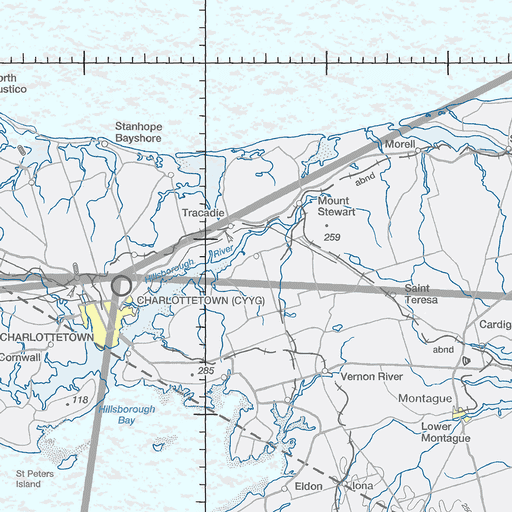 orth
ustico
Stanhope
Bayshore
Morell
abnd
Mount
Stewart
Tracadie
259
River
Hillsborough
CHARLOTTETOWN (CYYG)
Saint
Teresa
Cardig
CHARLOTTETOWN
Cornwall
abnd
285
Vernon River
118
Montague
Hillsborough
Bay
Lower
Montague
St Peters
Island
Eldon
Iona